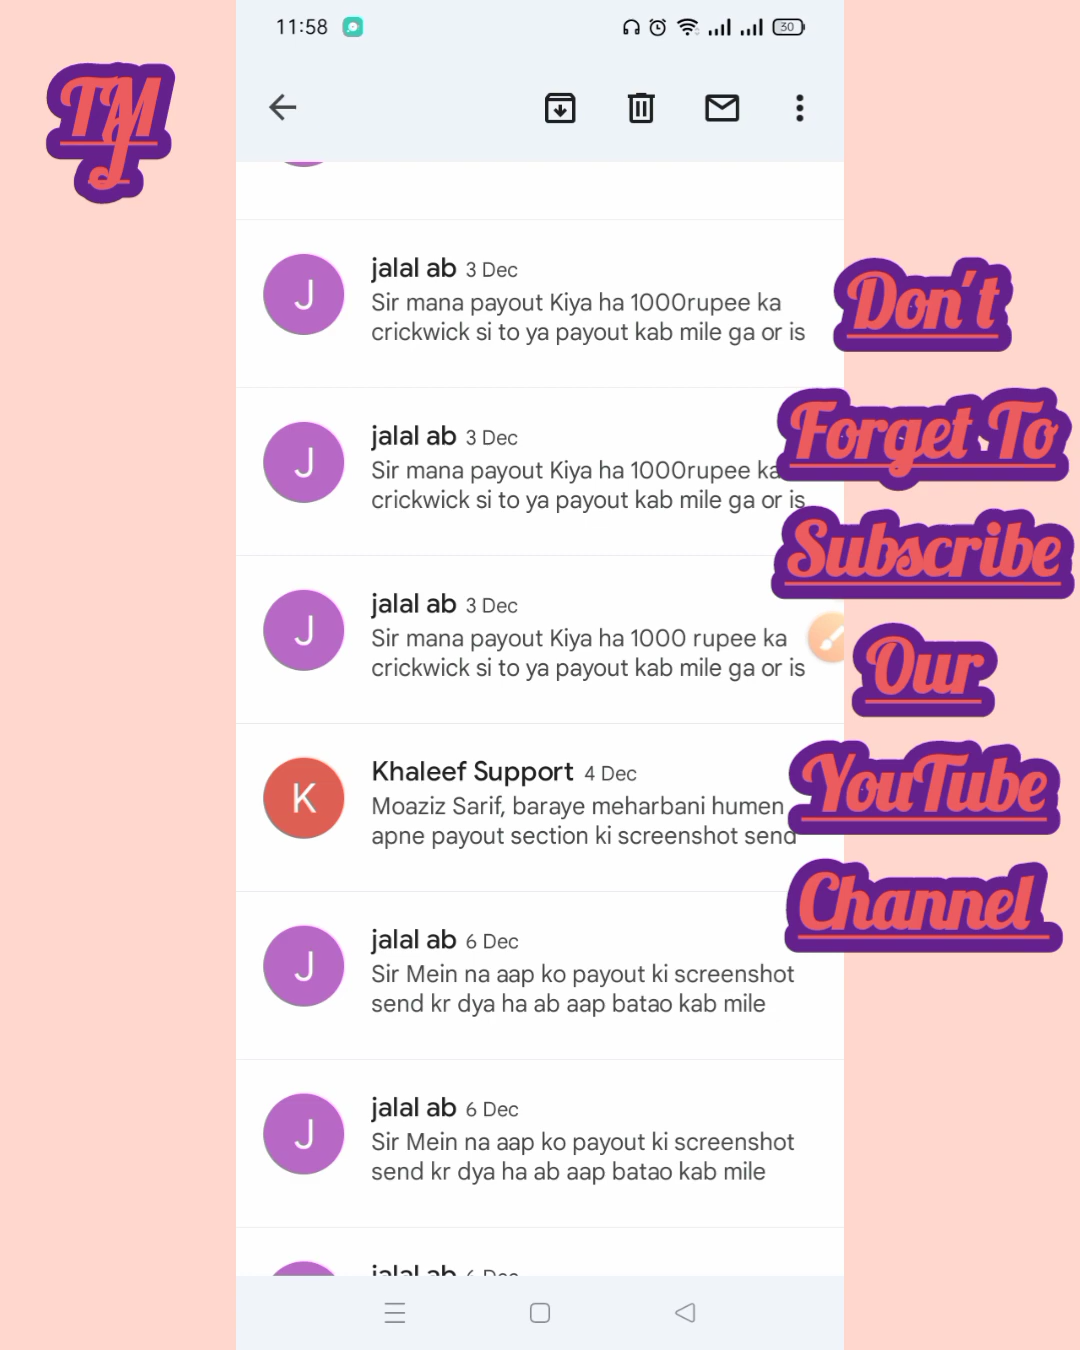 11:58
30
TMJ
jalal ab 3 Dec
Sir mana payout Kiya ha 1000rupee ka
crickwick si to ya payout kab mile ga or is
jalal ab 3 Dec
Sir mana payout Kiya ha 1000rupee ka
crickwick si to ya payout kab mile ga or is
jalal ab 3 Dec
Sir mana payout Kiya ha 1000 rupee ka
crickwick si to ya payout kab mile ga or is
K Khaleef Support 4 Dec
Moaziz Sarif, baraye meharbani humen
apne payout section ki screenshot send
J jalal ab 6 Dec
Sir Mein na aap ko payout ki screenshot
send kr dya ha ab aap batao kab mile
J jalal ab 6 Dec
Sir Mein na aap ko payout ki screenshot
send kr dya ha ab aap batao kab mile
jalal ab 6 Dec
Don't
Forget To
Subscribe
Our
YouTube
Channel